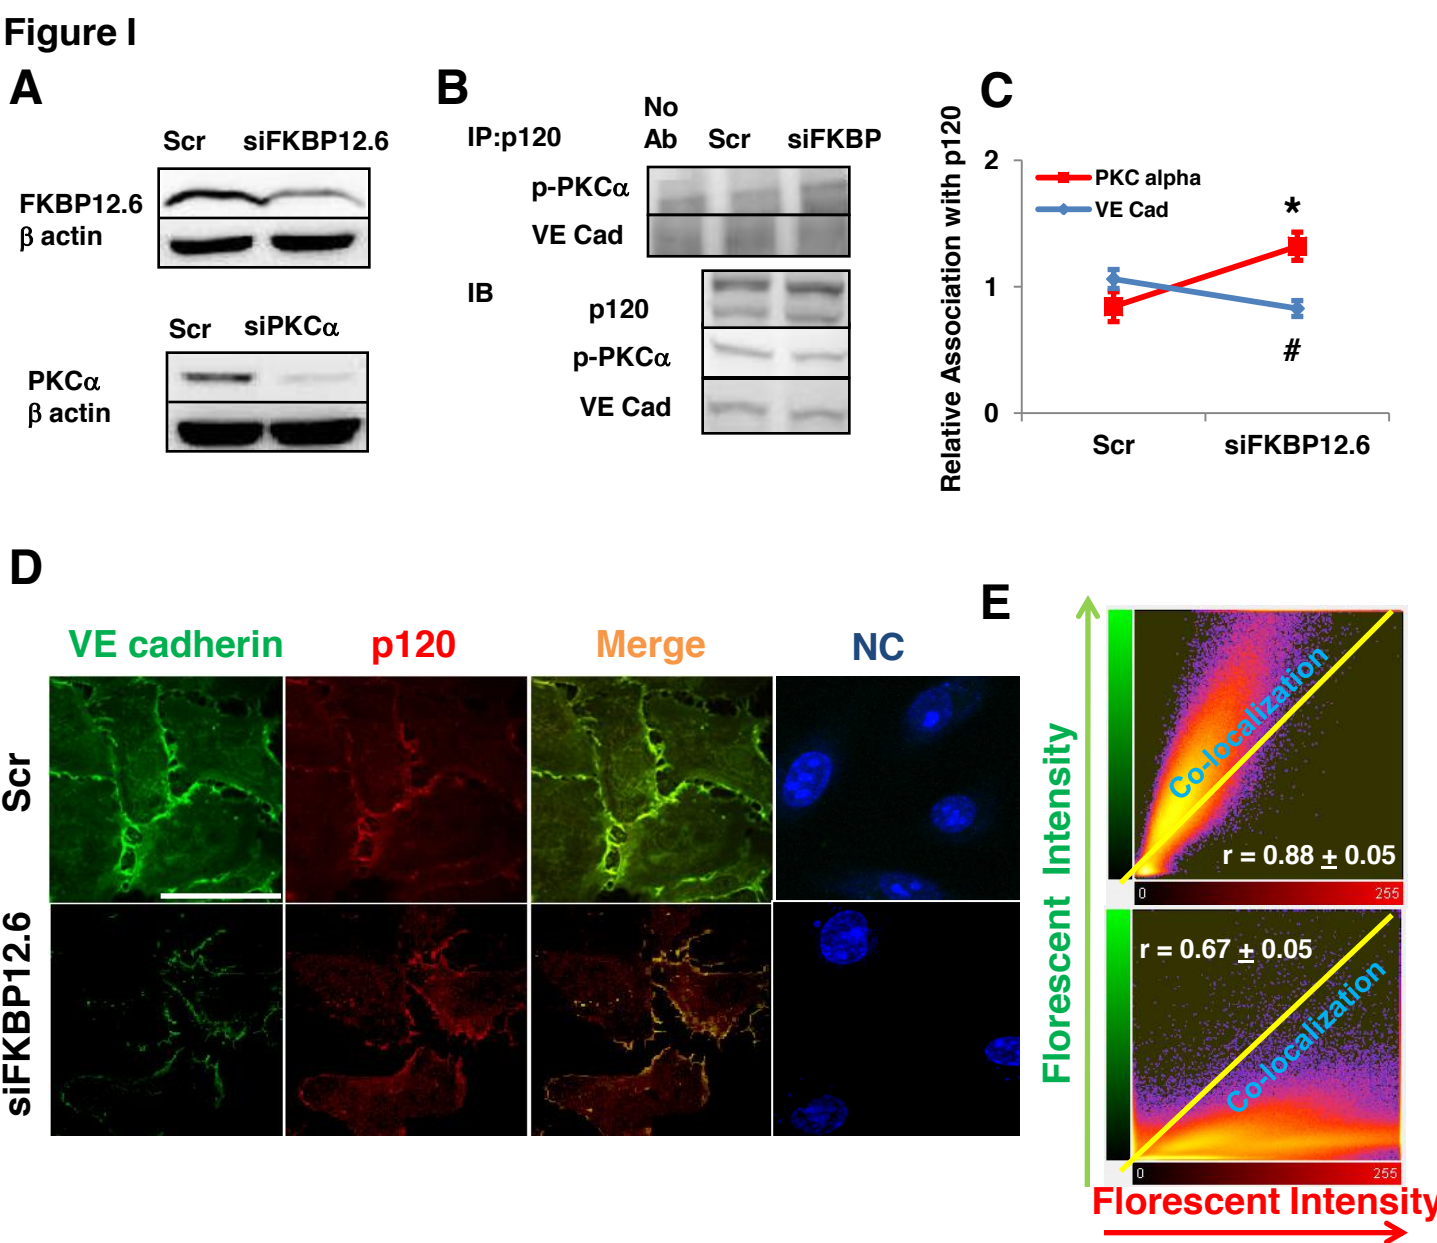 Figure I
A
Scr siFKBP12.6
FKBP12.6
β actin
Scr siPKCα
PKCα
β actin
B
IP:p120
No
Ab Scr siFKBP
p-PKCα
VE Cad
IB
p120
p-PKCα
VE Cad
C
Relative Association with p120
2
1
0
PKC alpha
VE Cad
*
#
Scr siFKBP12.6
D
VE cadherin p120 Merge NC
Scr
siFKBP12.6
E
Florescent Intensity
Co-localization
r = 0.88 ± 0.05
0 255
r = 0.67 ± 0.05
Co-localization
0 255
Florescent Intensity